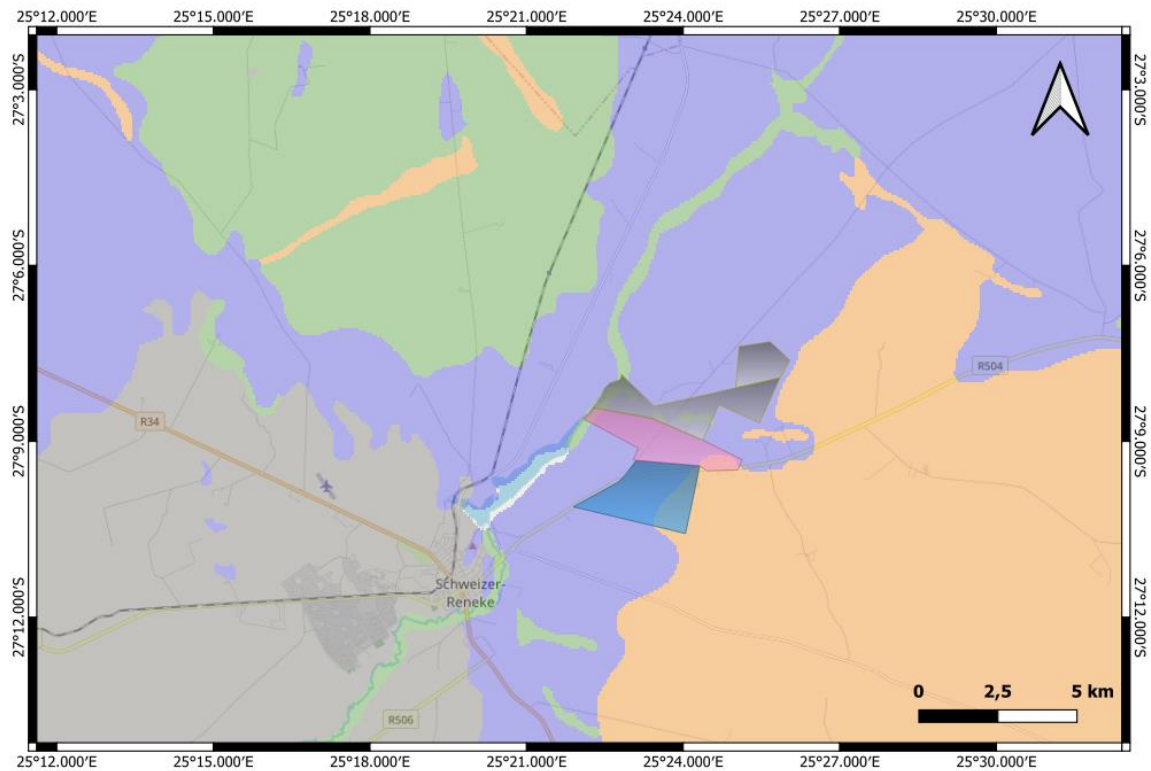 25°12.000'E 25°15.000'E 25°18.000'E 25°21.000'E 25°24.000'E 25°27.000'E 25°30.000'E
27°3.000'S 27°3.000'S
27°6.000'S 27°6.000'S
R504
R34
27°9.000'S 27°9.000'S
Schweizer-
Reneke
27°12.000'S 27°12.000'S
0 2,5 5 km
R506
25°12.000'E 25°15.000'E 25°18.000'E 25°21.000'E 25°24.000'E 25°27.000'E 25°30.000'E